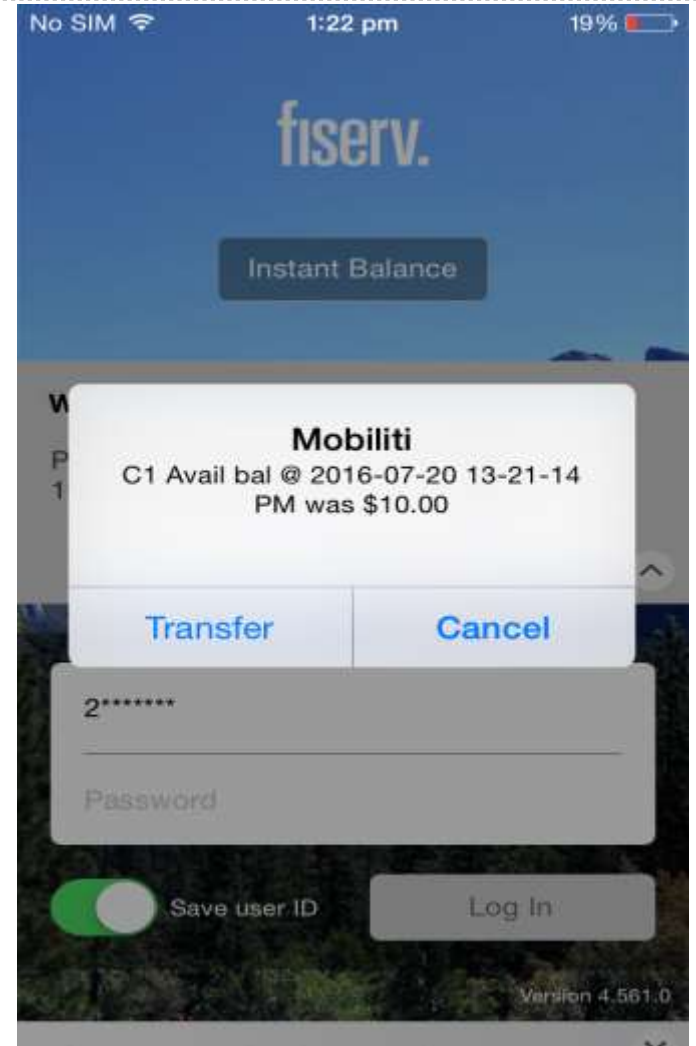 No SIM 1:22 pm 19%
fiserv.
Instant Balance
W
P
1
Mobiliti
C1 Avail bal @ 2016-07-20 13-21-14
PM was $10.00
Transfer Cancel
2*******
Password
Save user ID Log In
Version 4.561.0